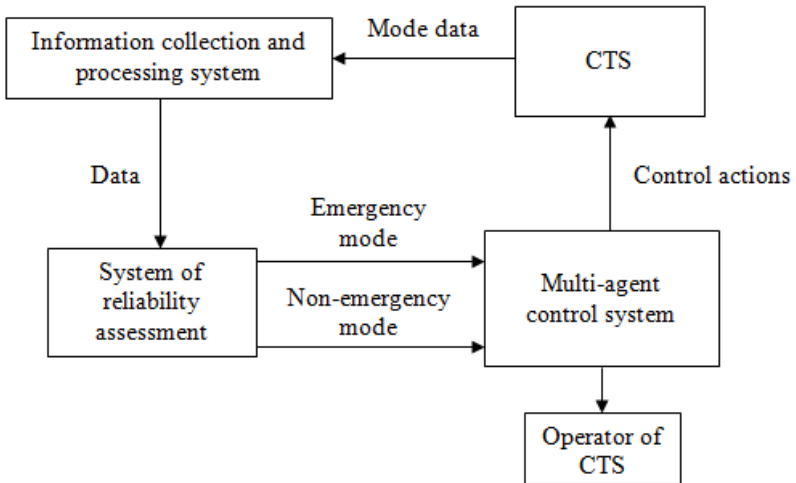 Information collection and
processing system
Mode data
CTS
Data
Control actions
Emergency
mode
System of
reliability
assessment
Non-emergency
mode
Multi-agent
control system
Operator of
CTS